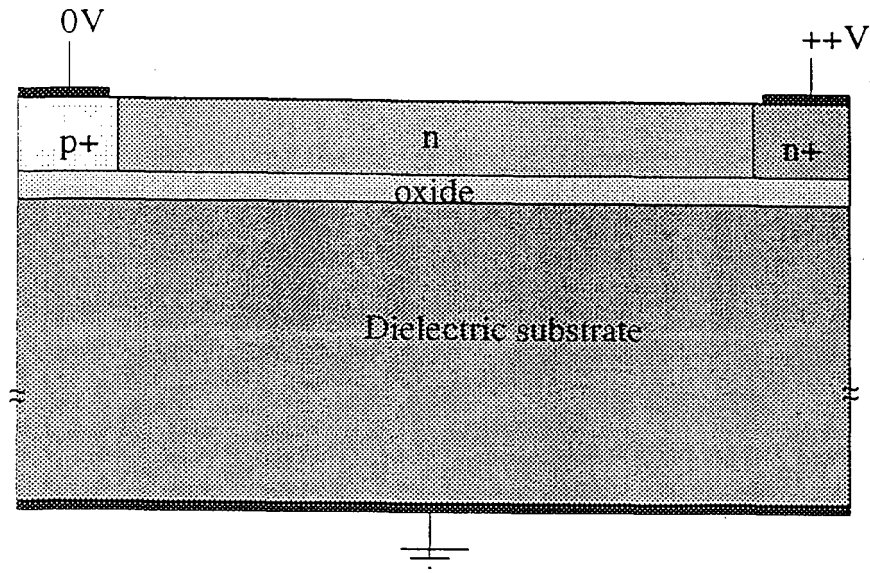 0V
++V
p+
n
n+
oxide
Dielectric substrate